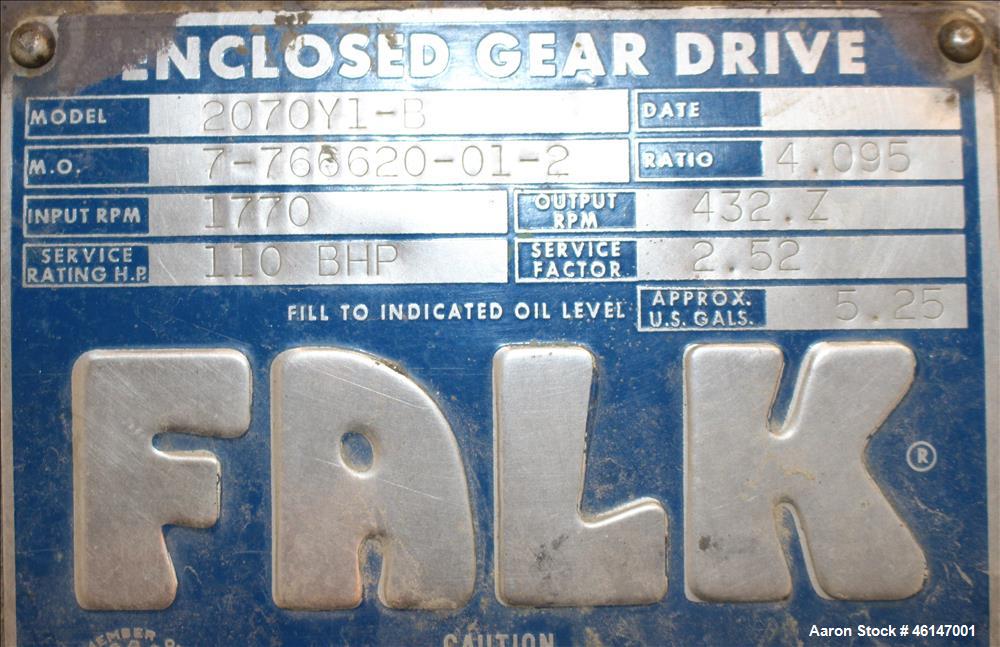 ENCLOSED GEAR DRIVE
MODEL 2070Y1-B DATE
M.O. 7-766620-01-2 RATIO 4.095
INPUT RPM 1770 OUTPUT RPM 432.Z
SERVICE RATING H.P. 110 BHP SERVICE FACTOR 2.52
FILL TO INDICATED OIL LEVEL APPROX. U.S. GALS. 5.25
FALK ®
MEMBER
CAUTION
Aaron Stock # 46147001